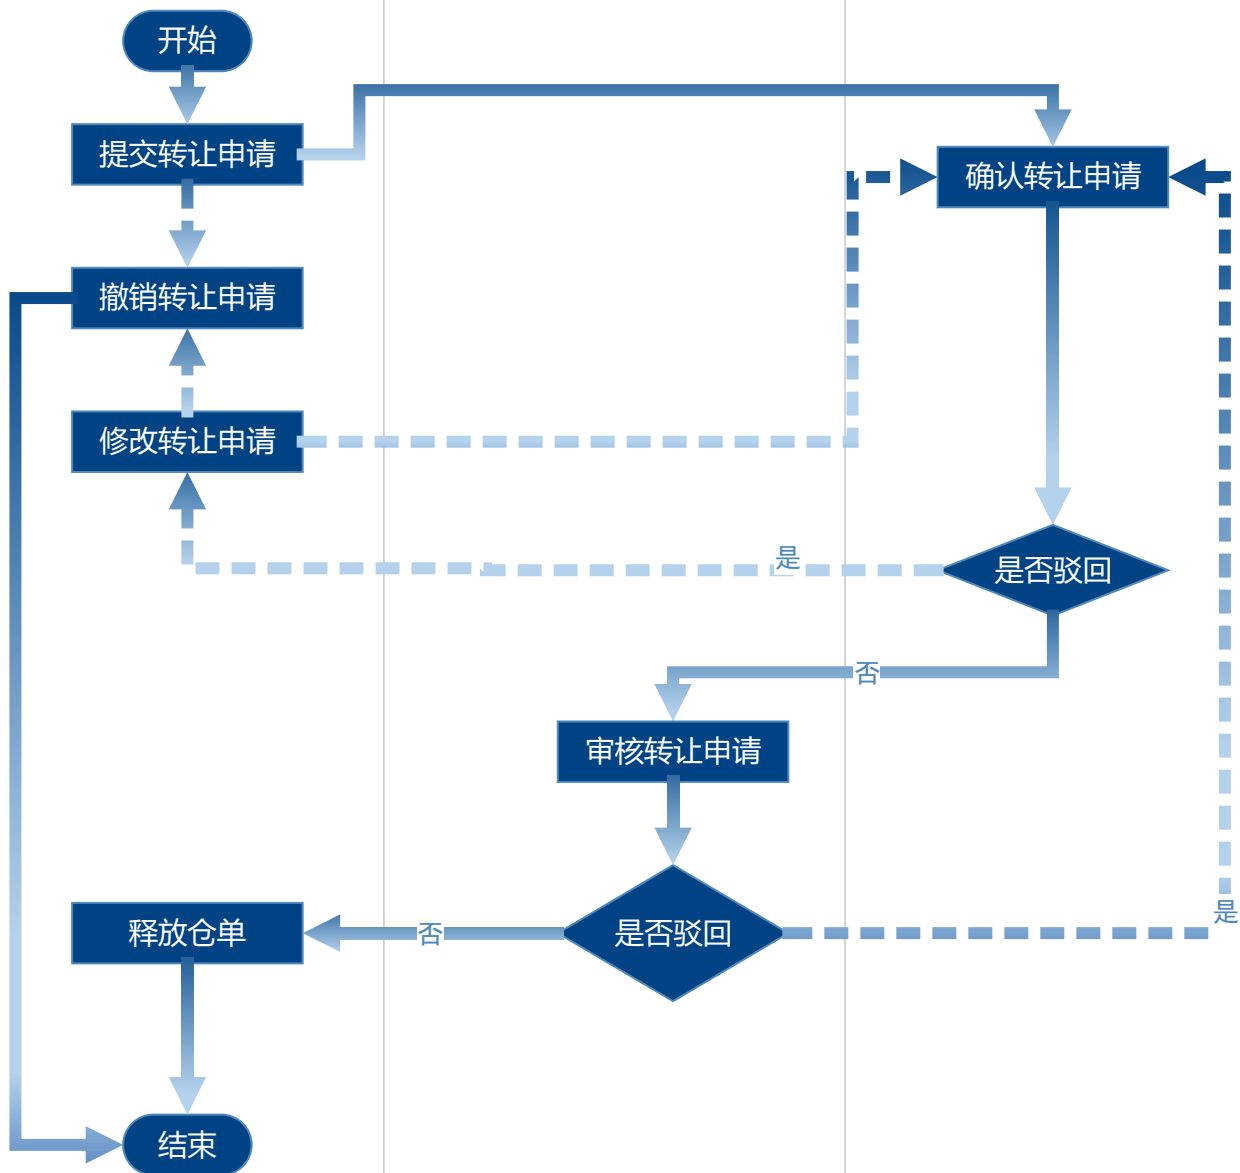 开始
提交转让申请
确认转让申请
撤销转让申请
修改转让申请
是
是否驳回
否
审核转让申请
是
释放仓单
否
是否驳回
结束